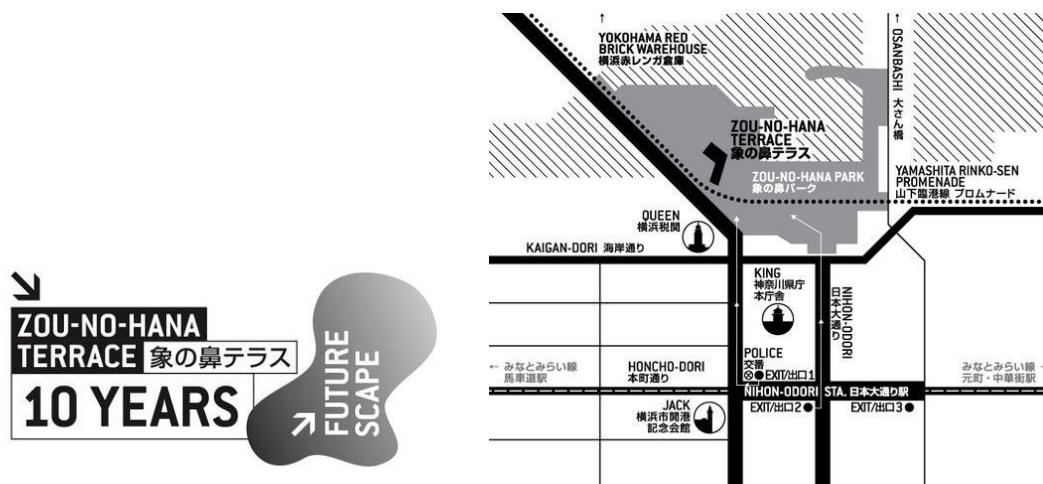 ZOU-NO-HANA
TERRACE 象の鼻テラス
10 YEARS
FUTURE
SCAPE
YOKOHAMA RED
BRICK WAREHOUSE
横浜赤レンガ倉庫
OSANBASHI 大さん橋
ZOU-NO-HANA
TERRACE
象の鼻テラス
ZOU-NO-HANA PARK
象の鼻パーク
YAMASHITA RINKO-SEN
PROMENADE
山下臨港線 プロムナード
QUEEN
横浜税関
KAIGAN-DORI 海岸通り
KING
神奈川県庁
本庁舎
NIHON-ODORI
日本大通り
POLICE
交番
EXIT/出口1
← みなとみらい線
馬車道駅
HONCHO-DORI
本町通り
みなとみらい線 →
元町・中華街駅
NIHON-ODORI STA. 日本大通り駅
EXIT/出口2
EXIT/出口3
JACK
横浜市開港
記念会館